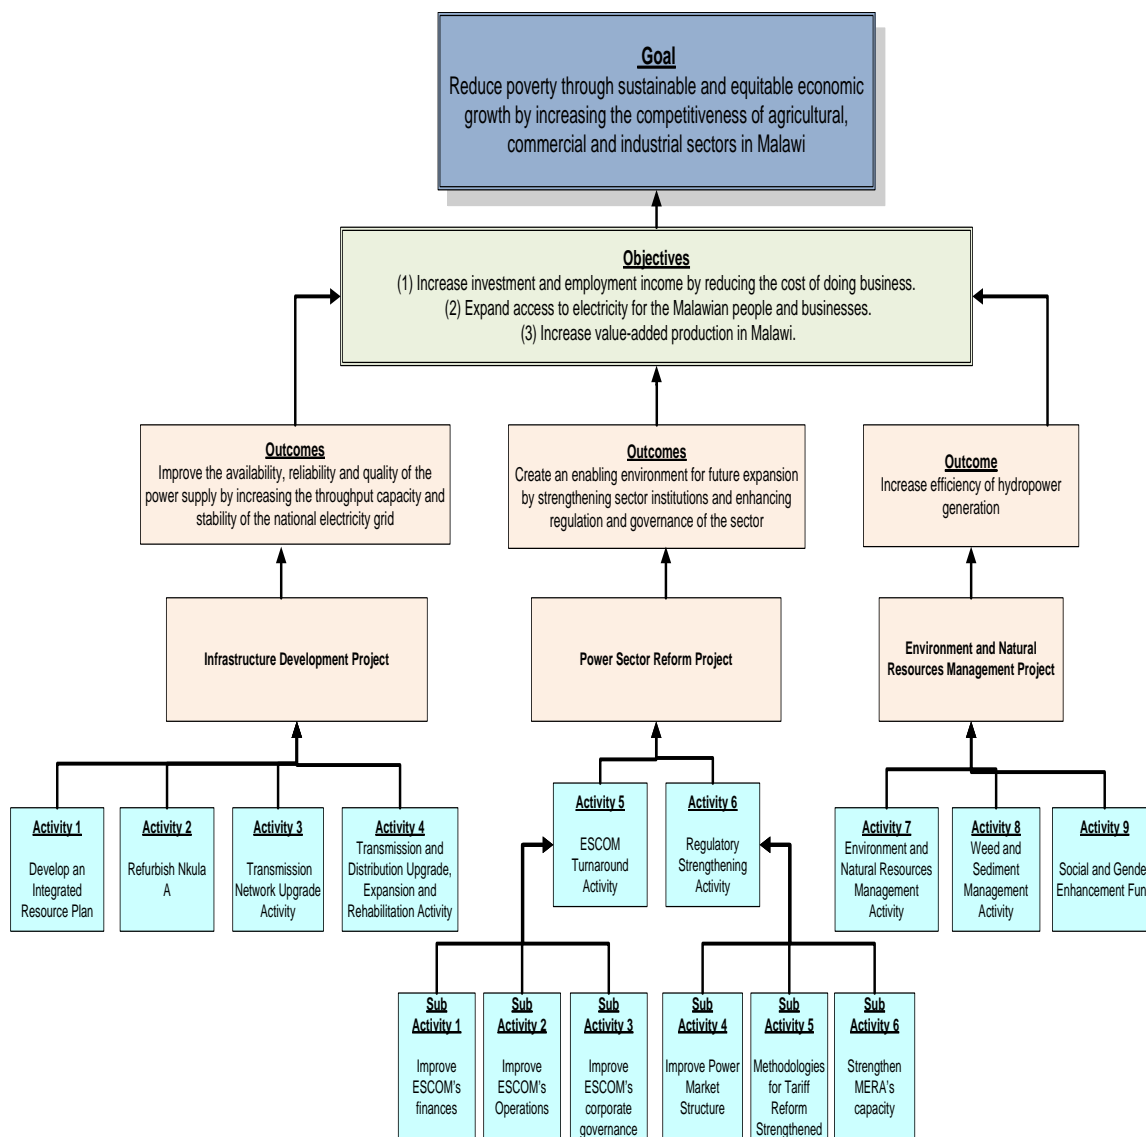 Goal
Reduce poverty through sustainable and equitable economic
growth by increasing the competitiveness of agricultural,
commercial and industrial sectors in Malawi
Objectives
(1) Increase investment and employment income by reducing the cost of doing business.
(2) Expand access to electricity for the Malawian people and businesses.
(3) Increase value-added production in Malawi.
Outcomes
Improve the availability, reliability and quality of the
power supply by increasing the throughput capacity and
stability of the national electricity grid
Outcomes
Create an enabling environment for future expansion
by strengthening sector institutions and enhancing
regulation and governance of the sector
Outcome
Increase efficiency of hydropower
generation
Infrastructure Development Project
Power Sector Reform Project
Environment and Natural
Resources Management Project
Activity 1
Develop an
Integrated
Resource Plan
Activity 2
Refurbish Nkula
A
Activity 3
Transmission
Network Upgrade
Activity
Activity 4
Transmission and
Distribution Upgrade,
Expansion and
Rehabilitation Activity
Activity 5
ESCOM
Turnaround
Activity
Activity 6
Regulatory
Strengthening
Activity
Activity 7
Environment and
Natural Resources
Management
Activity
Activity 8
Weed and
Sediment
Management
Activity
Activity 9
Social and Gende
Enhancement Fun
Sub
Activity 1
Improve
ESCOM's
finances
Sub
Activity 2
Improve
ESCOM's
Operations
Sub
Activity 3
Improve
ESCOM's
corporate
governance
Sub
Activity 4
Improve Power
Market
Structure
Sub
Activity 5
Methodologies
for Tariff
Reform
Strengthened
Sub
Activity 6
Strengthen
MERA's
capacity